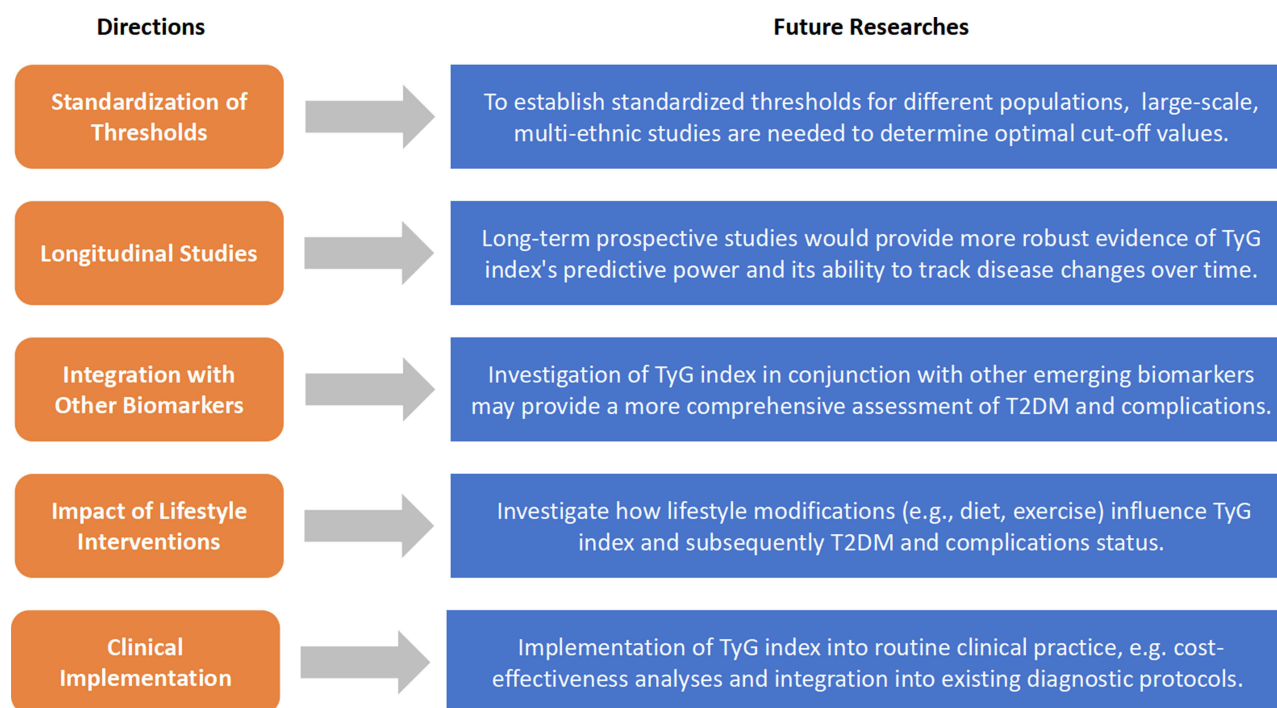 Directions
Future Researches
Standardization of
Thresholds
To establish standardized thresholds for different populations, large-scale,
multi-ethnic studies are needed to determine optimal cut-off values.
Longitudinal Studies
Long-term prospective studies would provide more robust evidence of TyG
index's predictive power and its ability to track disease changes over time.
Integration with
Other Biomarkers
Investigation of TyG index in conjunction with other emerging biomarkers
may provide a more comprehensive assessment of T2DM and complications.
Impact of Lifestyle
Interventions
Investigate how lifestyle modifications (e.g., diet, exercise) influence TyG
index and subsequently T2DM and complications status.
Clinical
Implementation
Implementation of TyG index into routine clinical practice, e.g. cost-
effectiveness analyses and integration into existing diagnostic protocols.